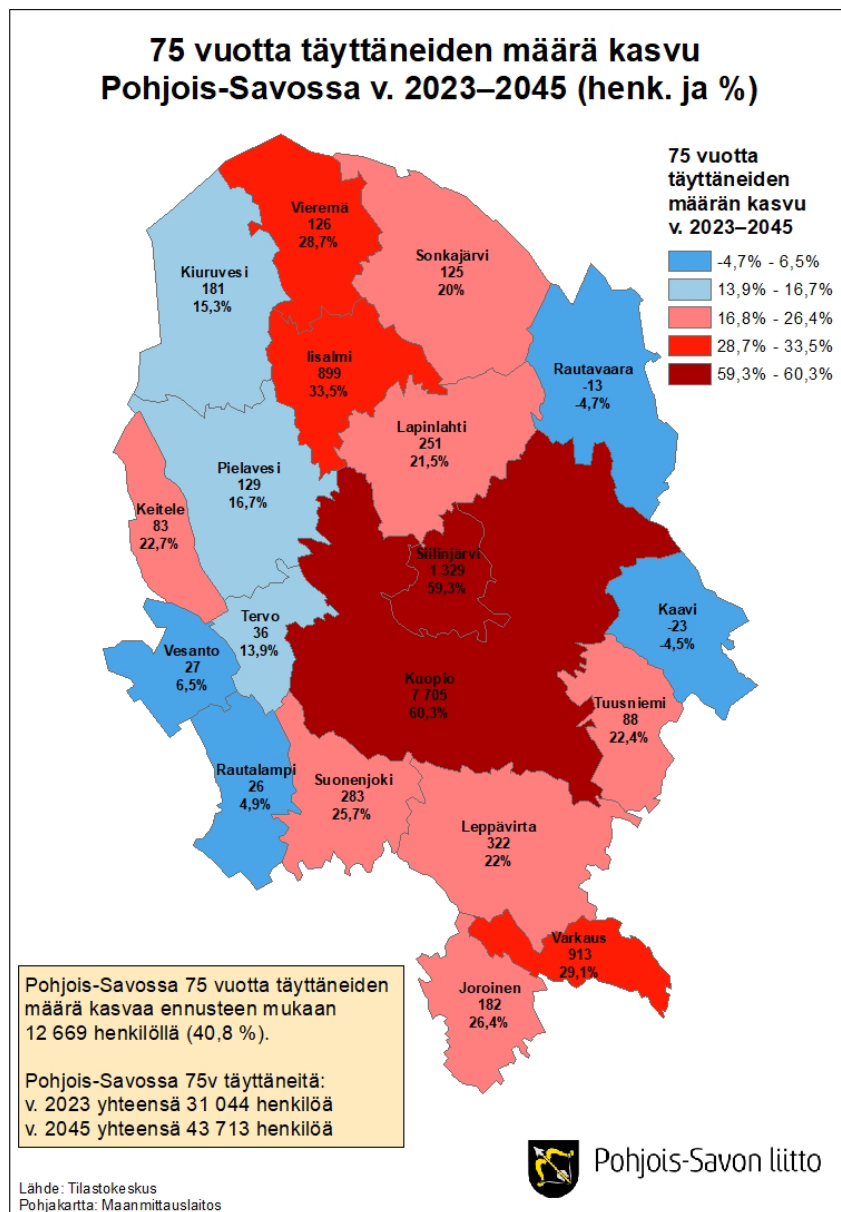 75 vuotta täyttäneiden määrä kasvu
Pohjois-Savossa v. 2023–2045 (henk. ja %)
75 vuotta
täyttäneiden
määrän kasvu
v. 2023–2045
-4,7% - 6,5%
13,9% - 16,7%
16,8% - 26,4%
28,7% - 33,5%
59,3% - 60,3%
Vieremä
126
28,7%
Sonkajärvi
125
20%
Kiuruvesi
181
15,3%
Iisalmi
899
33,5%
Rautavaara
-13
-4,7%
Lapinlahti
251
21,5%
Pielavesi
129
16,7%
Keitele
83
22,7%
Siilinjärvi
1 329
59,3%
Kaavi
-23
-4,5%
Tervo
36
13,9%
Vesanto
27
6,5%
Kuopio
7 705
60,3%
Tuusniemi
88
22,4%
Rautalampi
26
4,9%
Suonenjoki
283
25,7%
Leppävirta
322
22%
Varkaus
913
29,1%
Joroinen
182
26,4%
Pohjois-Savossa 75 vuotta täyttäneiden
määrä kasvaa ennusteen mukaan
12 669 henkilöllä (40,8 %).
Pohjois-Savossa 75v täyttäneitä:
v. 2023 yhteensä 31 044 henkilöä
v. 2045 yhteensä 43 713 henkilöä
Pohjois-Savon liitto
Lähde: Tilastokeskus
Pohjakartta: Maanmittauslaitos